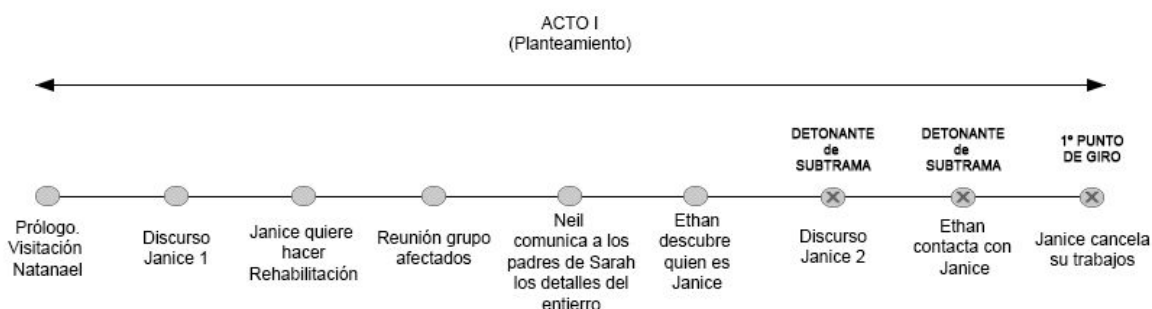 ACTO I
(Planteamiento)
DETONANTE
de
SUBTRAMA
DETONANTE
de
SUBTRAMA
1º PUNTO
DE GIRO
Prólogo.
Visitación
Natanael
Discurso
Janice 1
Janice quiere
hacer
Rehabilitación
Reunión grupo
afectados
Neil
comunica a los
padres de Sarah
los detalles del
entierro
Ethan
descubre
quien es
Janice
Discurso
Janice 2
Ethan
contacta con
Janice
Janice cancela
su trabajos